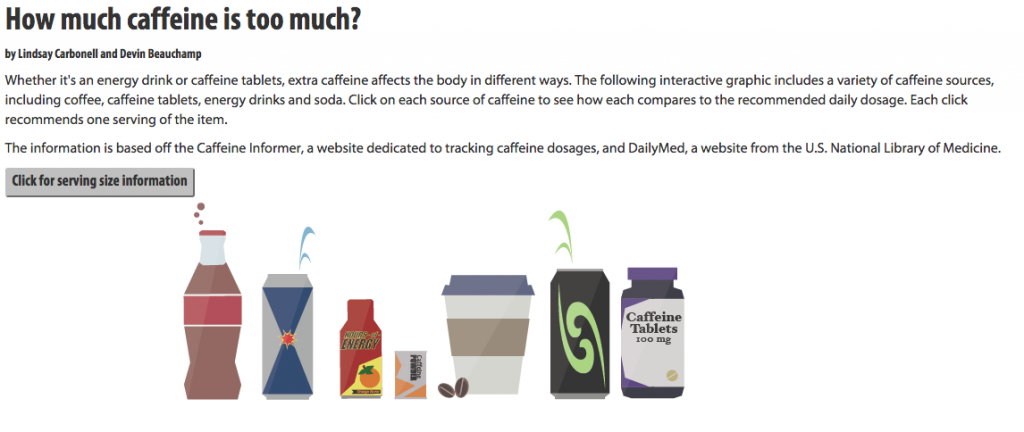 How much caffeine is too much?
by Lindsay Carbonell and Devin Beauchamp
Whether it's an energy drink or caffeine tablets, extra caffeine affects the body in different ways. The following interactive graphic includes a variety of caffeine sources,
including coffee, caffeine tablets, energy drinks and soda. Click on each source of caffeine to see how each compares to the recommended daily dosage. Each click
recommends one serving of the item.
The information is based off the Caffeine Informer, a website dedicated to tracking caffeine dosages, and DailyMed, a website from the U.S. National Library of Medicine.
Click for serving size information
ENERGY
Caffeine
POWDER
Caffeine
Tablets
100 mg